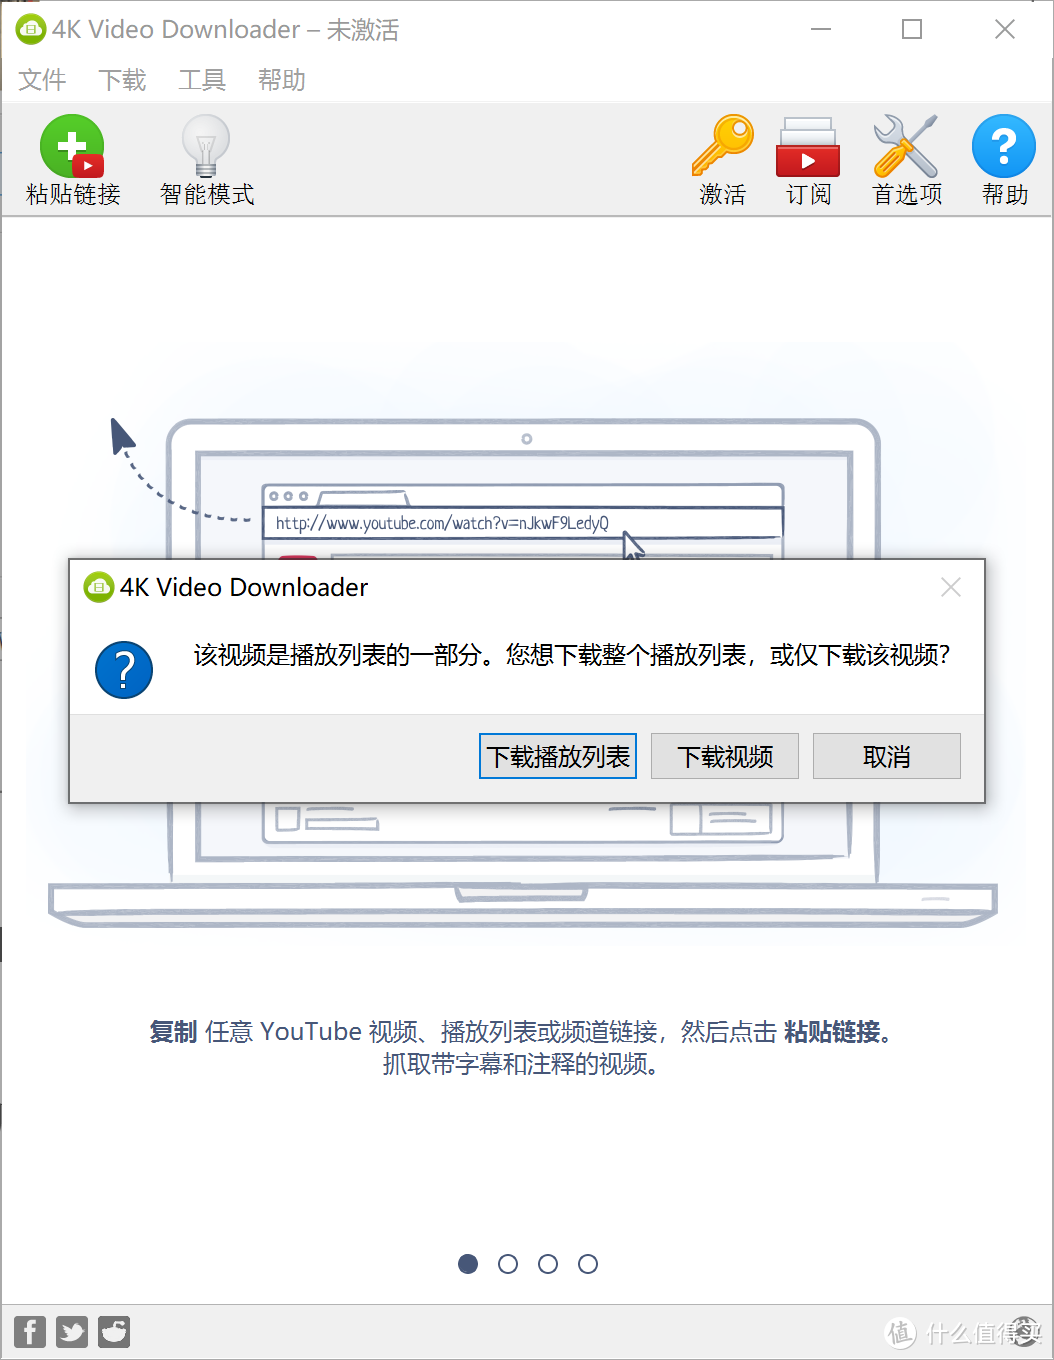 4K Video Downloader – 未激活
文件 下载 工具 帮助
粘贴链接 智能模式 激活 订阅 首选项 帮助
http://www.youtube.com/watch?v=nJkwF9LedyQ
4K Video Downloader
该视频是播放列表的一部分。您想下载整个播放列表，或仅下载该视频?
下载播放列表 下载视频 取消
复制 任意 YouTube 视频、播放列表或频道链接，然后点击 粘贴链接。
抓取带字幕和注释的视频。
值 什么值得买